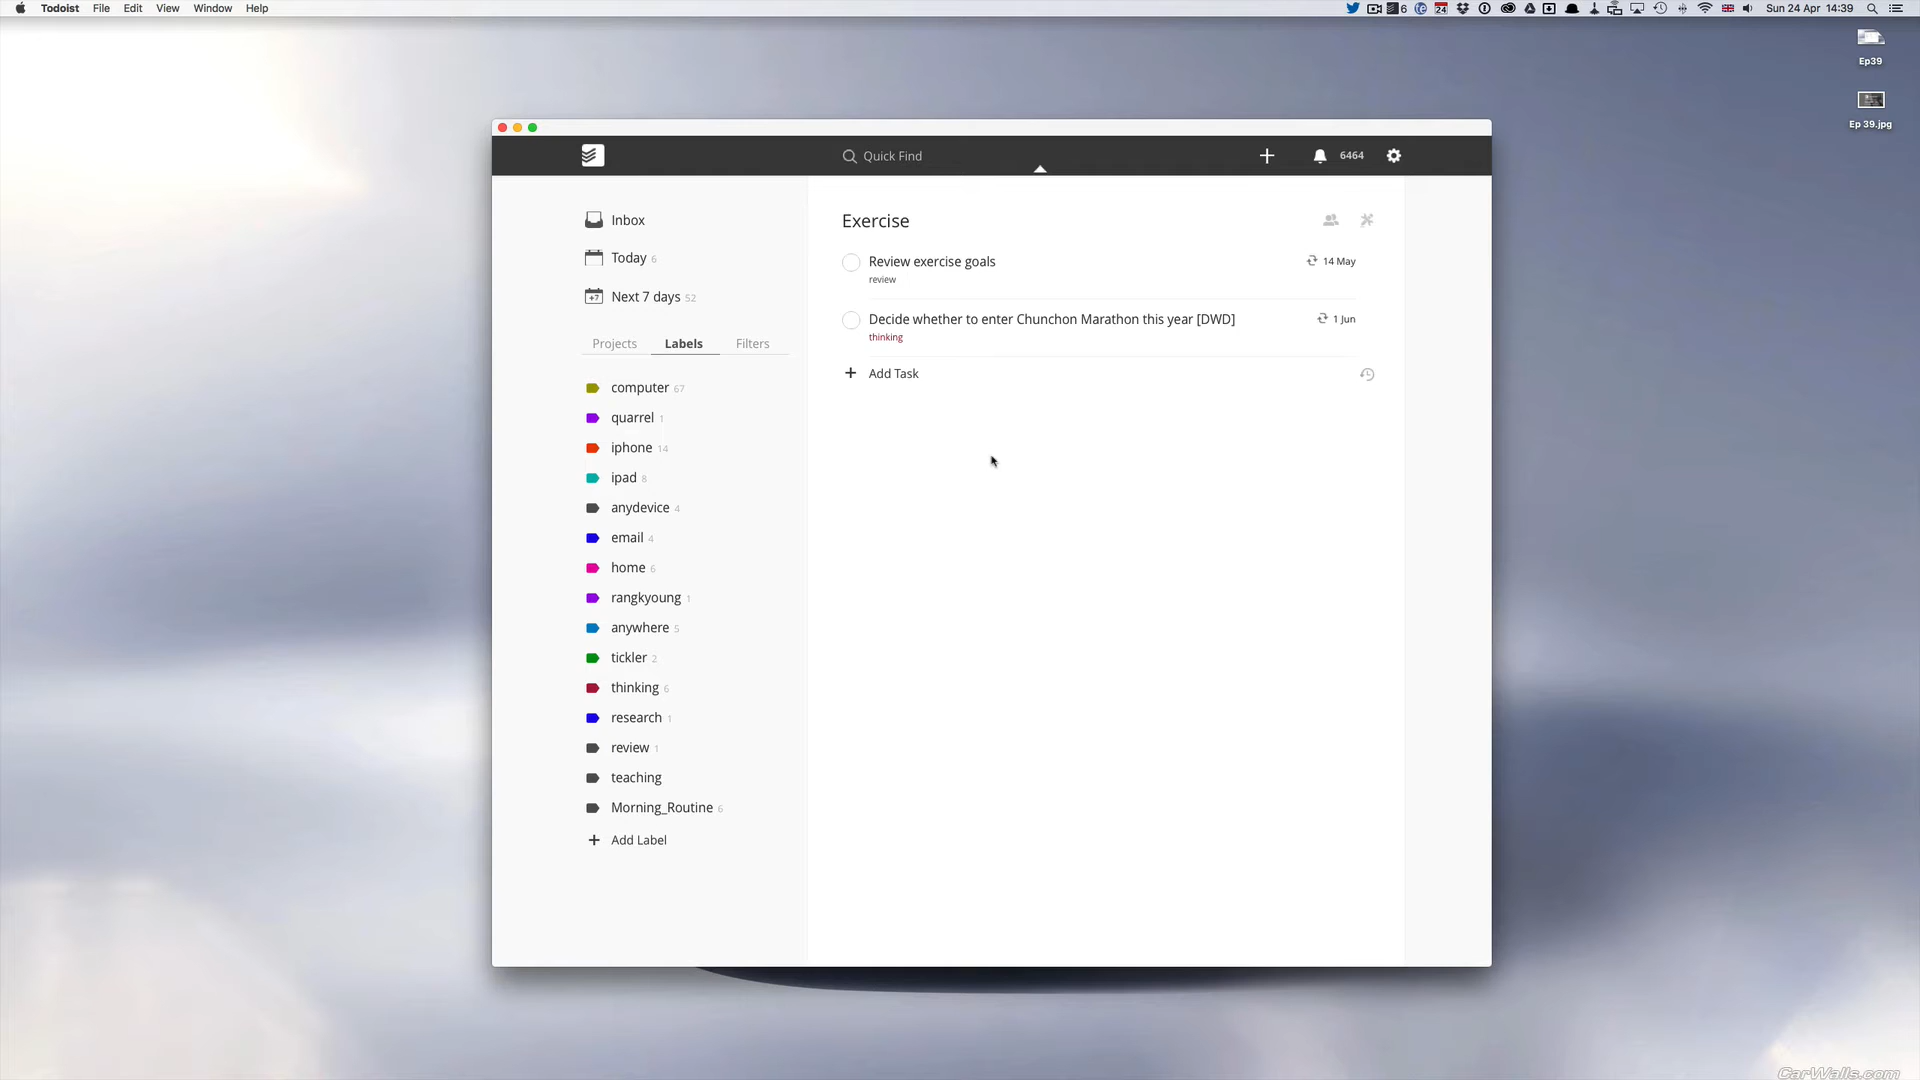 Todoist File Edit View Window Help 6 24 Sun 24 Apr 14:39
Ep39
Ep 39.jpg
Quick Find 6464
Inbox
Today 6
+7 Next 7 days 52
Projects Labels Filters
computer 67
quarrel 1
iphone 14
ipad 8
anydevice 4
email 4
home 6
rangkyoung 1
anywhere 5
tickler 2
thinking 6
research 1
review 1
teaching
Morning_Routine 6
Add Label
Exercise
Review exercise goals 14 May
review
Decide whether to enter Chunchon Marathon this year [DWD] 1 Jun
thinking
Add Task
CarWalls.com